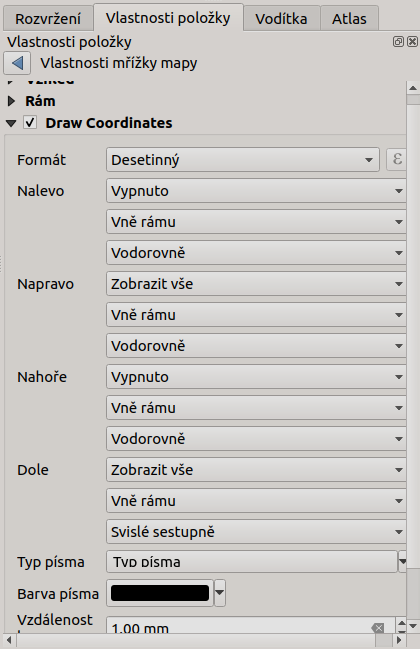 Rozvržení Vlastnosti položky Vodítka Atlas
Vlastnosti položky
Vlastnosti mřížky mapy
Vzhled
Rám
Draw Coordinates
Formát Desetinný ε
Nalevo Vypnuto
Vně rámu
Vodorovně
Napravo Zobrazit vše
Vně rámu
Vodorovně
Nahoře Vypnuto
Vně rámu
Vodorovně
Dole Zobrazit vše
Vně rámu
Svislé sestupně
Typ písma Typ písma
Barva písma
Vzdálenost 1,00 mm